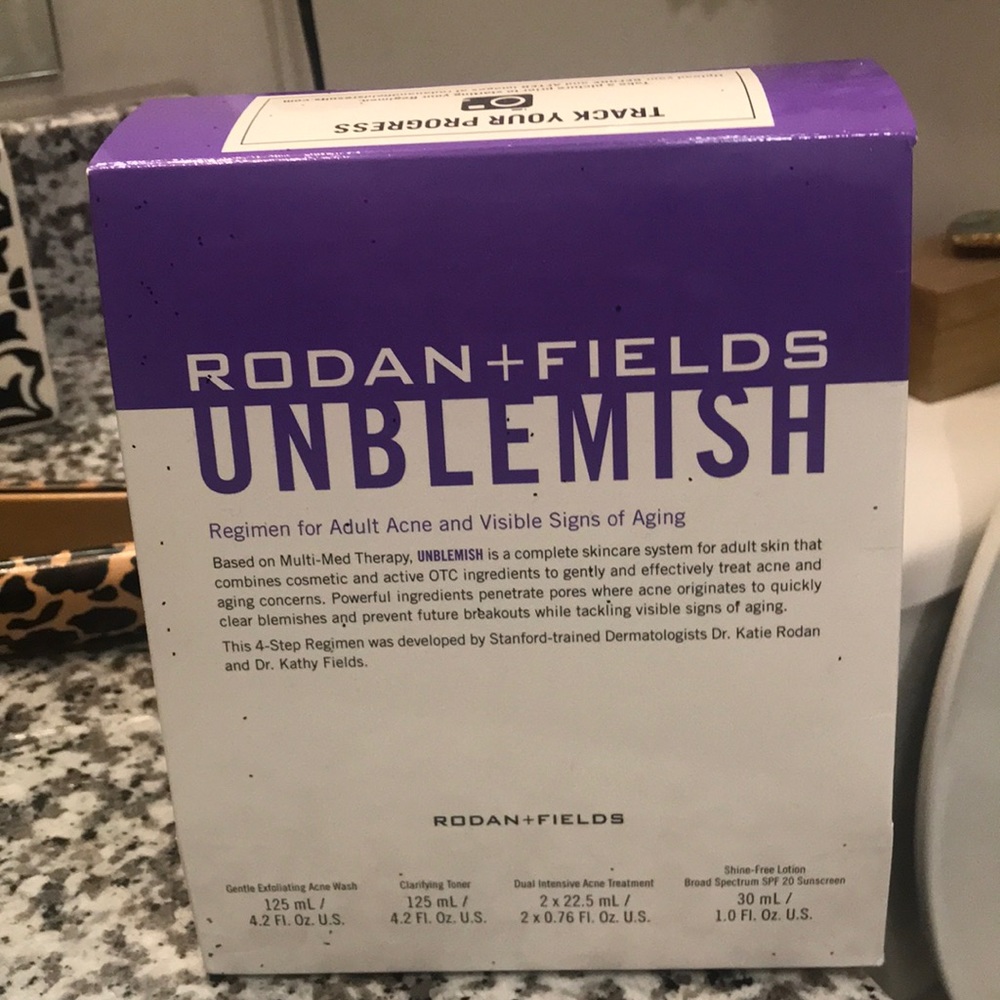 TRACK YOUR PROGRESS
RODAN+FIELDS
UNBLEMISH
Regimen for Adult Acne and Visible Signs of Aging
Based on Multi-Med Therapy, UNBLEMISH is a complete skincare system for adult skin that
combines cosmetic and active OTC ingredients to gently and effectively treat acne and
aging concerns. Powerful ingredients penetrate pores where acne originates to quickly
clear blemishes and prevent future breakouts while tackling visible signs of aging.
This 4-Step Regimen was developed by Stanford-trained Dermatologists Dr. Katie Rodan
and Dr. Kathy Fields.
RODAN+FIELDS
Gentle Exfoliating Acne Wash
125 mL /
4.2 Fl. Oz. U.S.
Clarifying Toner
125 mL /
4.2 Fl. Oz. U.S.
Dual Intensive Acne Treatment
2 x 22.5 mL /
2 x 0.76 Fl. Oz. U.S.
Shine-Free Lotion
Broad Spectrum SPF 20 Sunscreen
30 mL /
1.0 Fl. Oz. U.S.